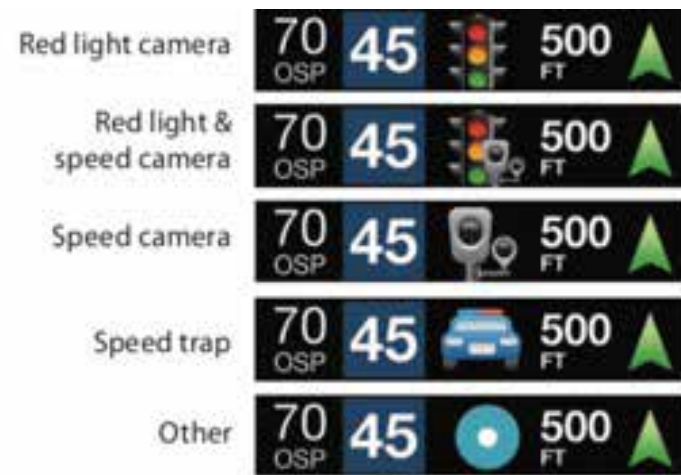 Red light camera
70 OSP 45 500 FT
Red light &
speed camera
70 OSP 45 500 FT
Speed camera
70 OSP 45 500 FT
Speed trap
70 OSP 45 500 FT
Other
70 OSP 45 500 FT